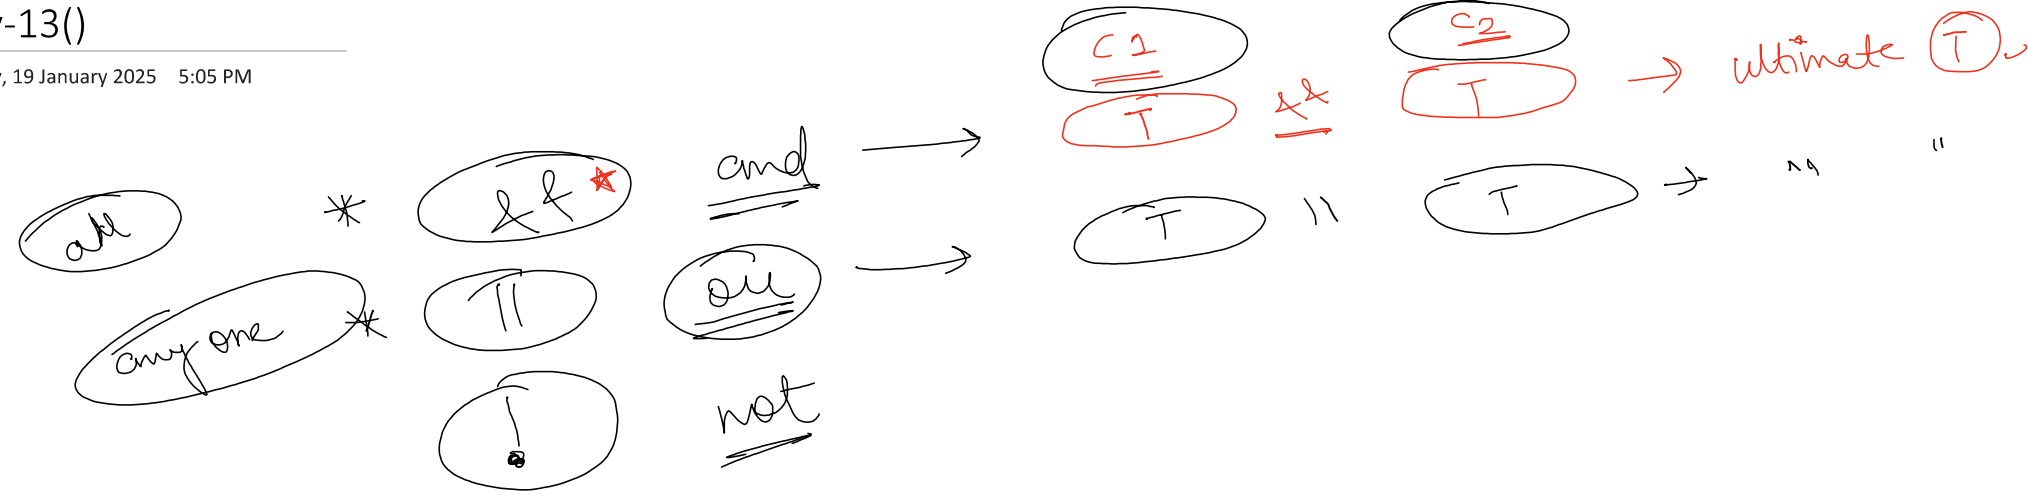 -13()
, 19 January 2025 5:05 PM
C1 C2
T && T → ultimate T
all * && and →
T || T → " "
any one * || or →
! not